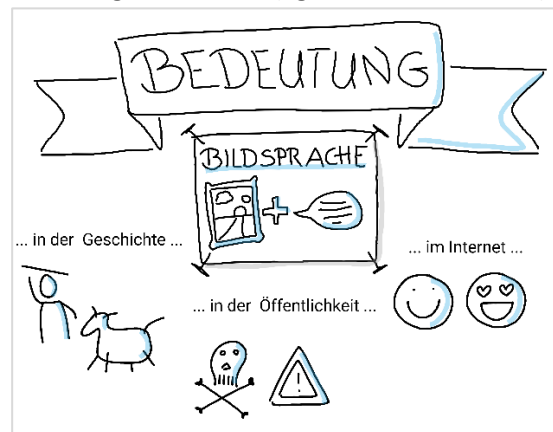 BEDEUTUNG
BILDSPRACHE
... in der Geschichte ...
... im Internet ...
... in der Öffentlichkeit ...
!